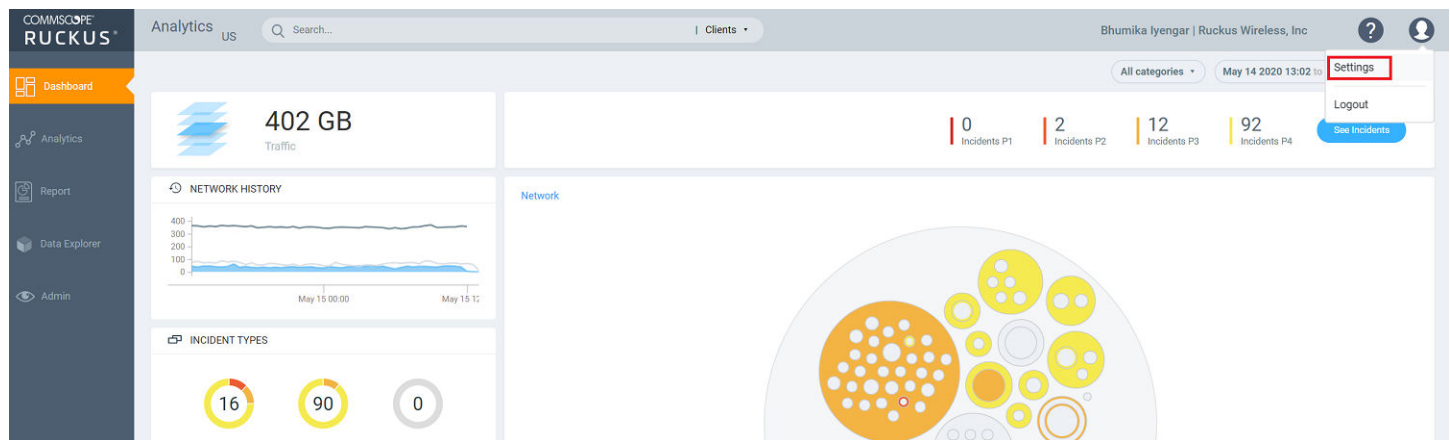 COMMSCOPE®
RUCKUS®
Analytics US
Search...
| Clients
Bhumika Iyengar | Ruckus Wireless, Inc
?
Settings
Logout
Dashboard
Analytics
Report
Data Explorer
Admin
All categories
May 14 2020 13:02 to
402 GB
Traffic
0
Incidents P1
2
Incidents P2
12
Incidents P3
92
Incidents P4
See Incidents
NETWORK HISTORY
400
300
200
100
0
May 15 00:00
May 15 12
INCIDENT TYPES
16
90
0
Network